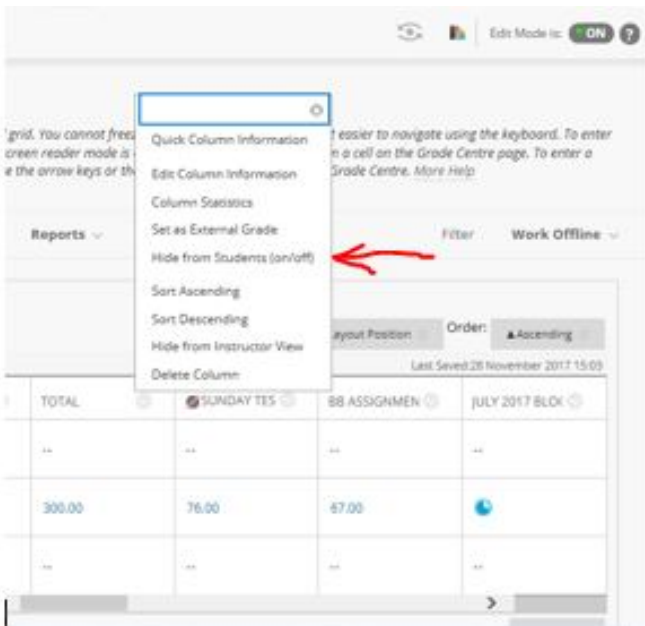 Edit Mode is: ON ?
grid. You cannot freez
t easier to navigate using the keyboard. To enter
creen reader mode is
n a cell on the Grade Centre page. To enter a
e the arrow keys or th
Grade Centre. More Help
Quick Column Information
Edit Column Information
Column Statistics
Set as External Grade
Hide from Students (on/off)
Sort Ascending
Sort Descending
Hide from Instructor View
Delete Column
Reports
Filter
Work Offline
ayout Position
Order:
▲Ascending
Last Saved:28 November 2017 15:03
TOTAL
SUNDAY TES
BB ASSIGNMEN
JULY 2017 BLOC
-- -- -- --
300.00 76.00 67.00
-- -- -- --